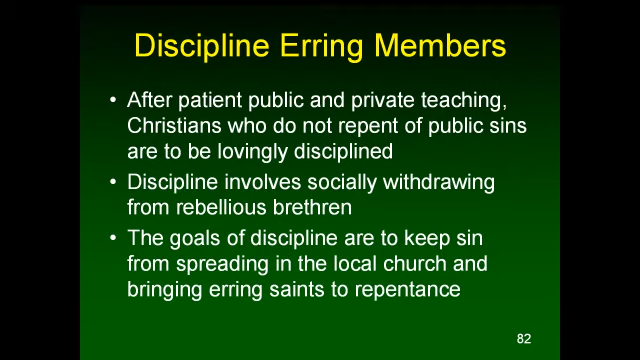 Discipline Erring Members
• After patient public and private teaching,
Christians who do not repent of public sins
are to be lovingly disciplined
• Discipline involves socially withdrawing
from rebellious brethren
• The goals of discipline are to keep sin
from spreading in the local church and
bringing erring saints to repentance
82